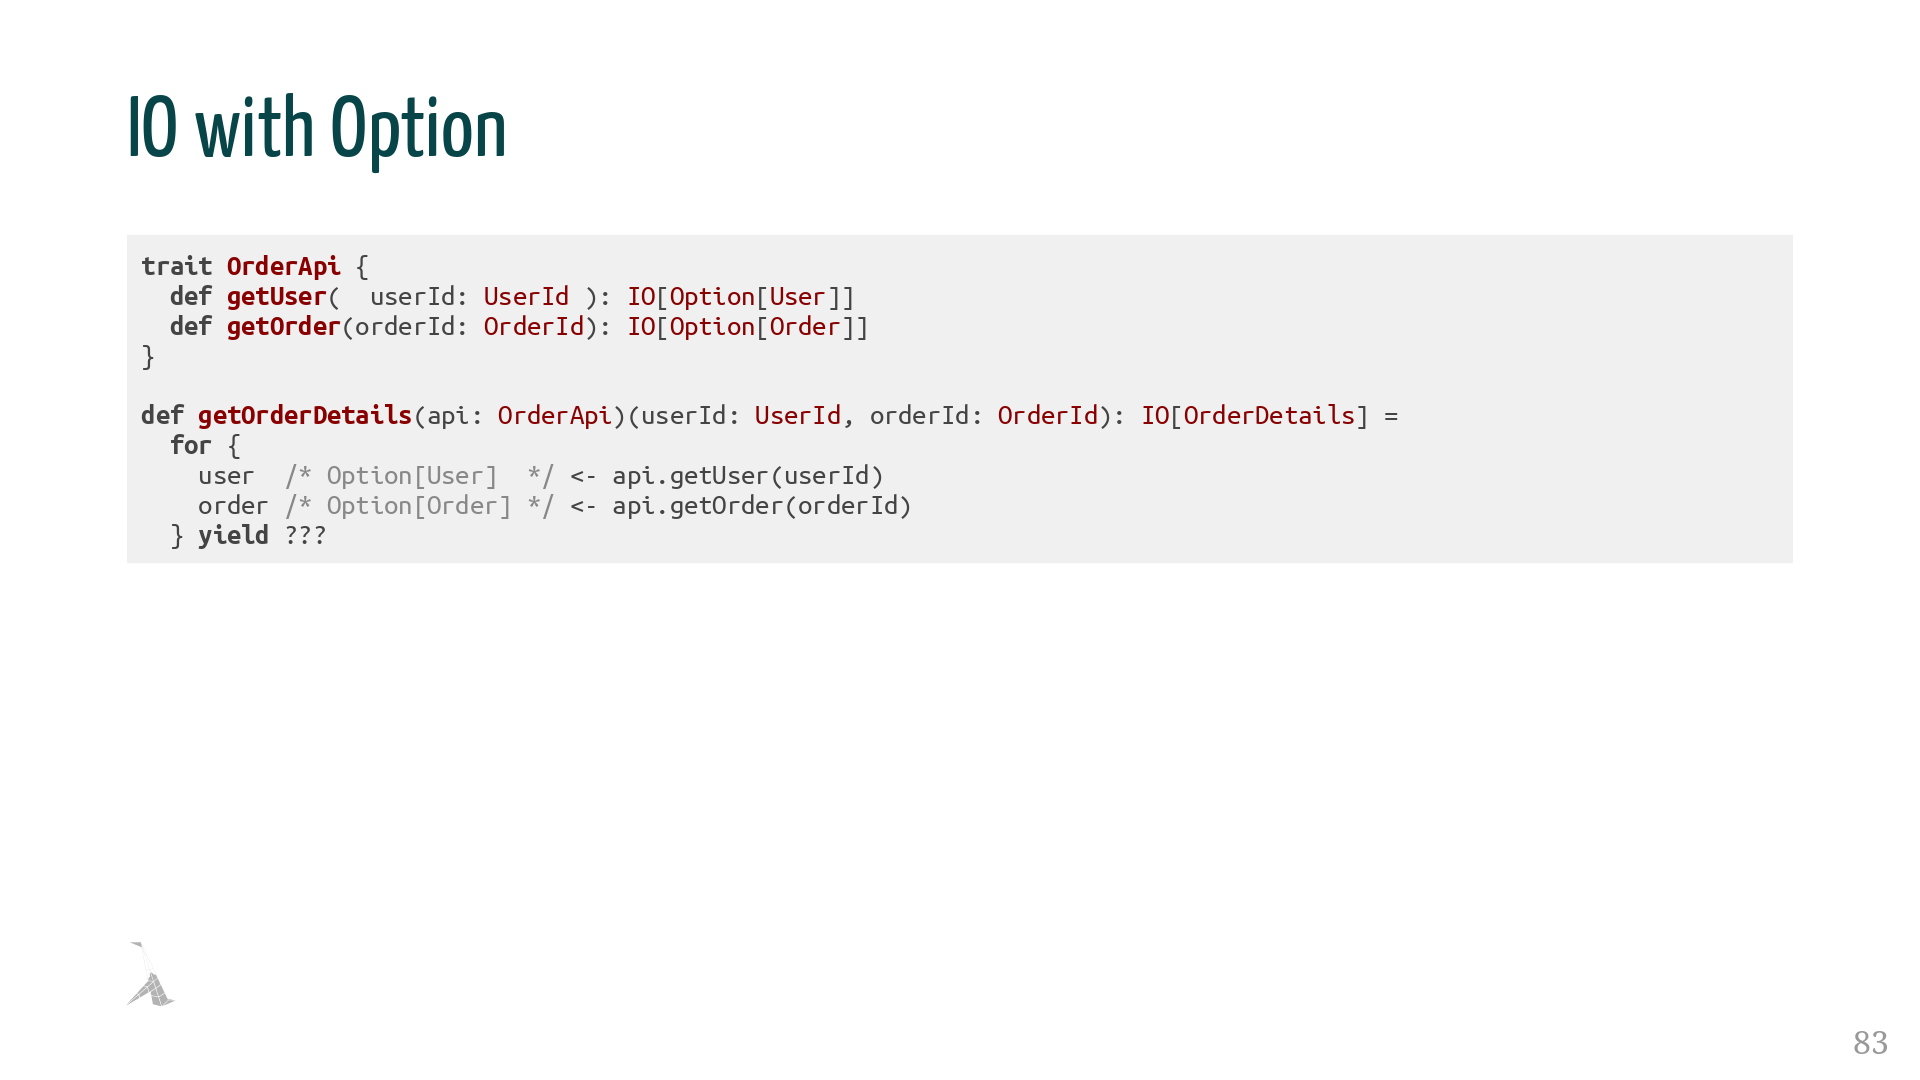 IO with Option
trait OrderApi {
  def getUser(  userId: UserId ): IO[Option[User]]
  def getOrder(orderId: OrderId): IO[Option[Order]]
}

def getOrderDetails(api: OrderApi)(userId: UserId, orderId: OrderId): IO[OrderDetails] =
  for {
    user  /* Option[User]  */ <- api.getUser(userId)
    order /* Option[Order] */ <- api.getOrder(orderId)
  } yield ???
83